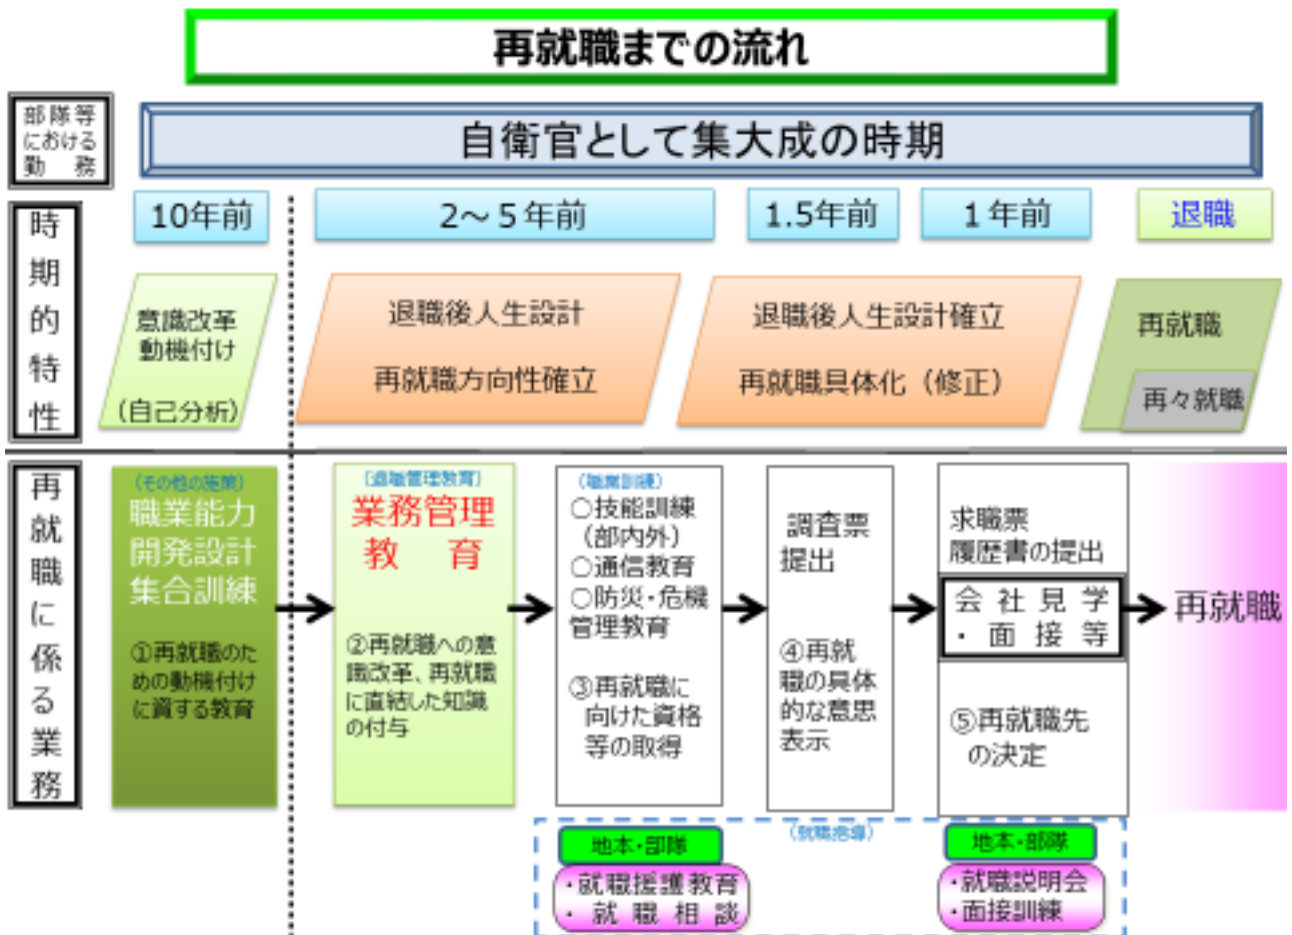 再就職までの流れ
部隊等
における
勤務
自衛官として集大成の時期
時期的特性
10年前
2～5年前
1.5年前
1年前
退職
意識改革
動機付け
(自己分析)
退職後人生設計
再就職方向性確立
退職後人生設計確立
再就職具体化（修正）
再就職
再々就職
再就職に係る業務
(その他の施策)
職業能力
開発設計
集合訓練
①再就職のた
めの動機付け
に資する教育
(退職管理教育)
業務管理
教育
②再就職への意
識改革、再就職
に直結した知識
の付与
(職業訓練)
○技能訓練
（部内外）
○通信教育
○防災・危機
管理教育
③再就職に
向けた資格
等の取得
調査票
提出
④再就
職の具体
的な意思
表示
求職票
履歴書の提出
会社見学
・面接等
⑤再就職先
の決定
再就職
(就職指導)
地本・部隊
・就職援護教育
・就職相談
地本・部隊
・就職説明会
・面接訓練